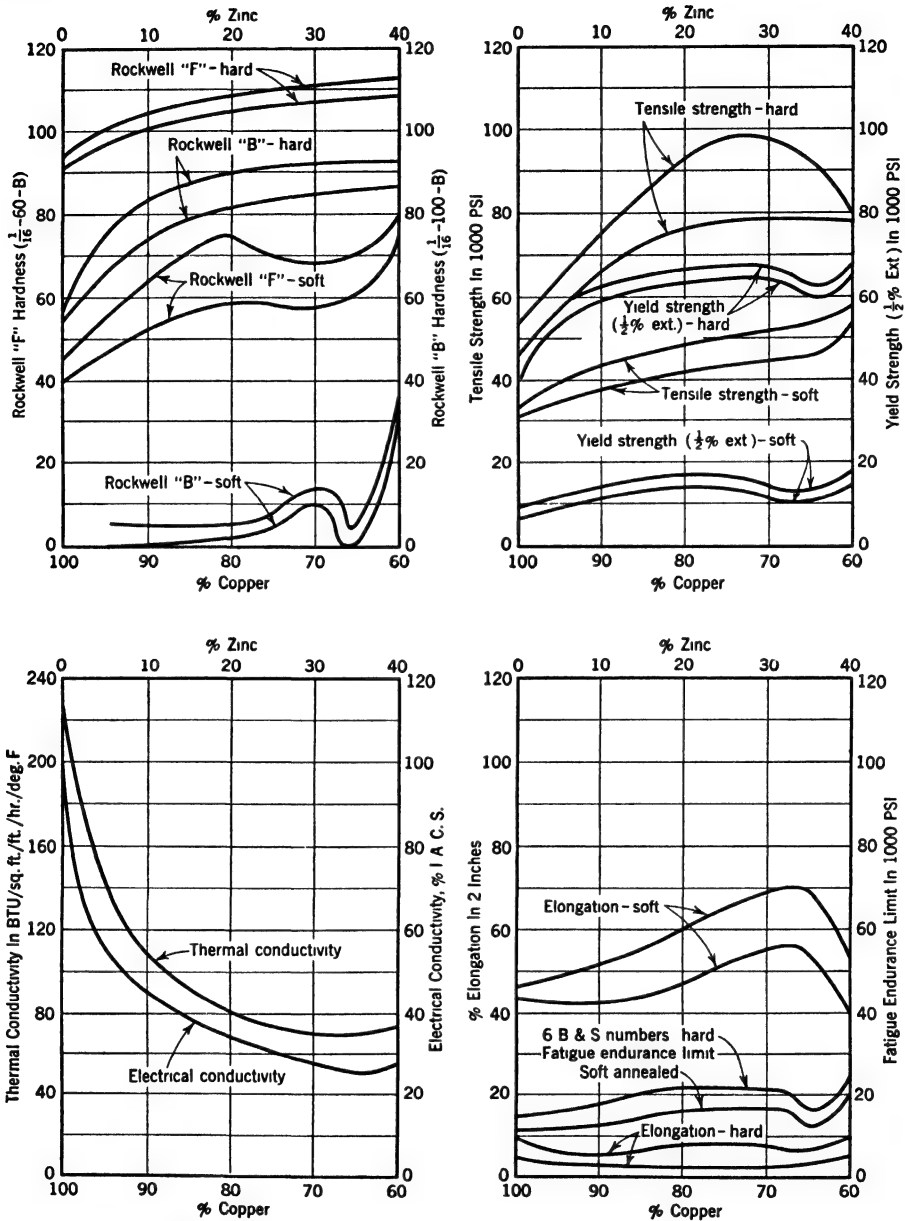 % Zinc
0 10 20 30 40
120 100 80 60 40 20 0
Rockwell "F" Hardness (1/16-60-B)
Rockwell "F"-hard
Rockwell "B"-hard
Rockwell "F"-soft
Rockwell "B"-soft
120 100 80 60 40 20 0
Rockwell "B" Hardness (1/16-100-B)
100 90 80 70 60
% Copper
% Zinc
0 10 20 30 40
120 100 80 60 40 20 0
Tensile Strength In 1000 PSI
Tensile strength-hard
Yield strength
(1/2% ext.)-hard
Tensile strength-soft
Yield strength (1/2% ext)-soft
120 100 80 60 40 20 0
Yield Strength (1/2% Ext) In 1000 PSI
100 90 80 70 60
% Copper
% Zinc
0 10 20 30 40
240 200 160 120 80 40 0
Thermal Conductivity In BTU/sq.ft./ft./hr./deg.F
Thermal conductivity
Electrical conductivity
120 100 80 60 40 20 0
Electrical Conductivity, % I A C. S.
100 90 80 70 60
% Copper
% Zinc
0 10 20 30 40
120 100 80 60 40 20 0
% Elongation In 2 Inches
Elongation-soft
6 B & S numbers hard
Fatigue endurance limit
Soft annealed
Elongation-hard
120 100 80 60 40 20 0
Fatigue Endurance Limit In 1000 PSI
100 90 80 70 60
% Copper